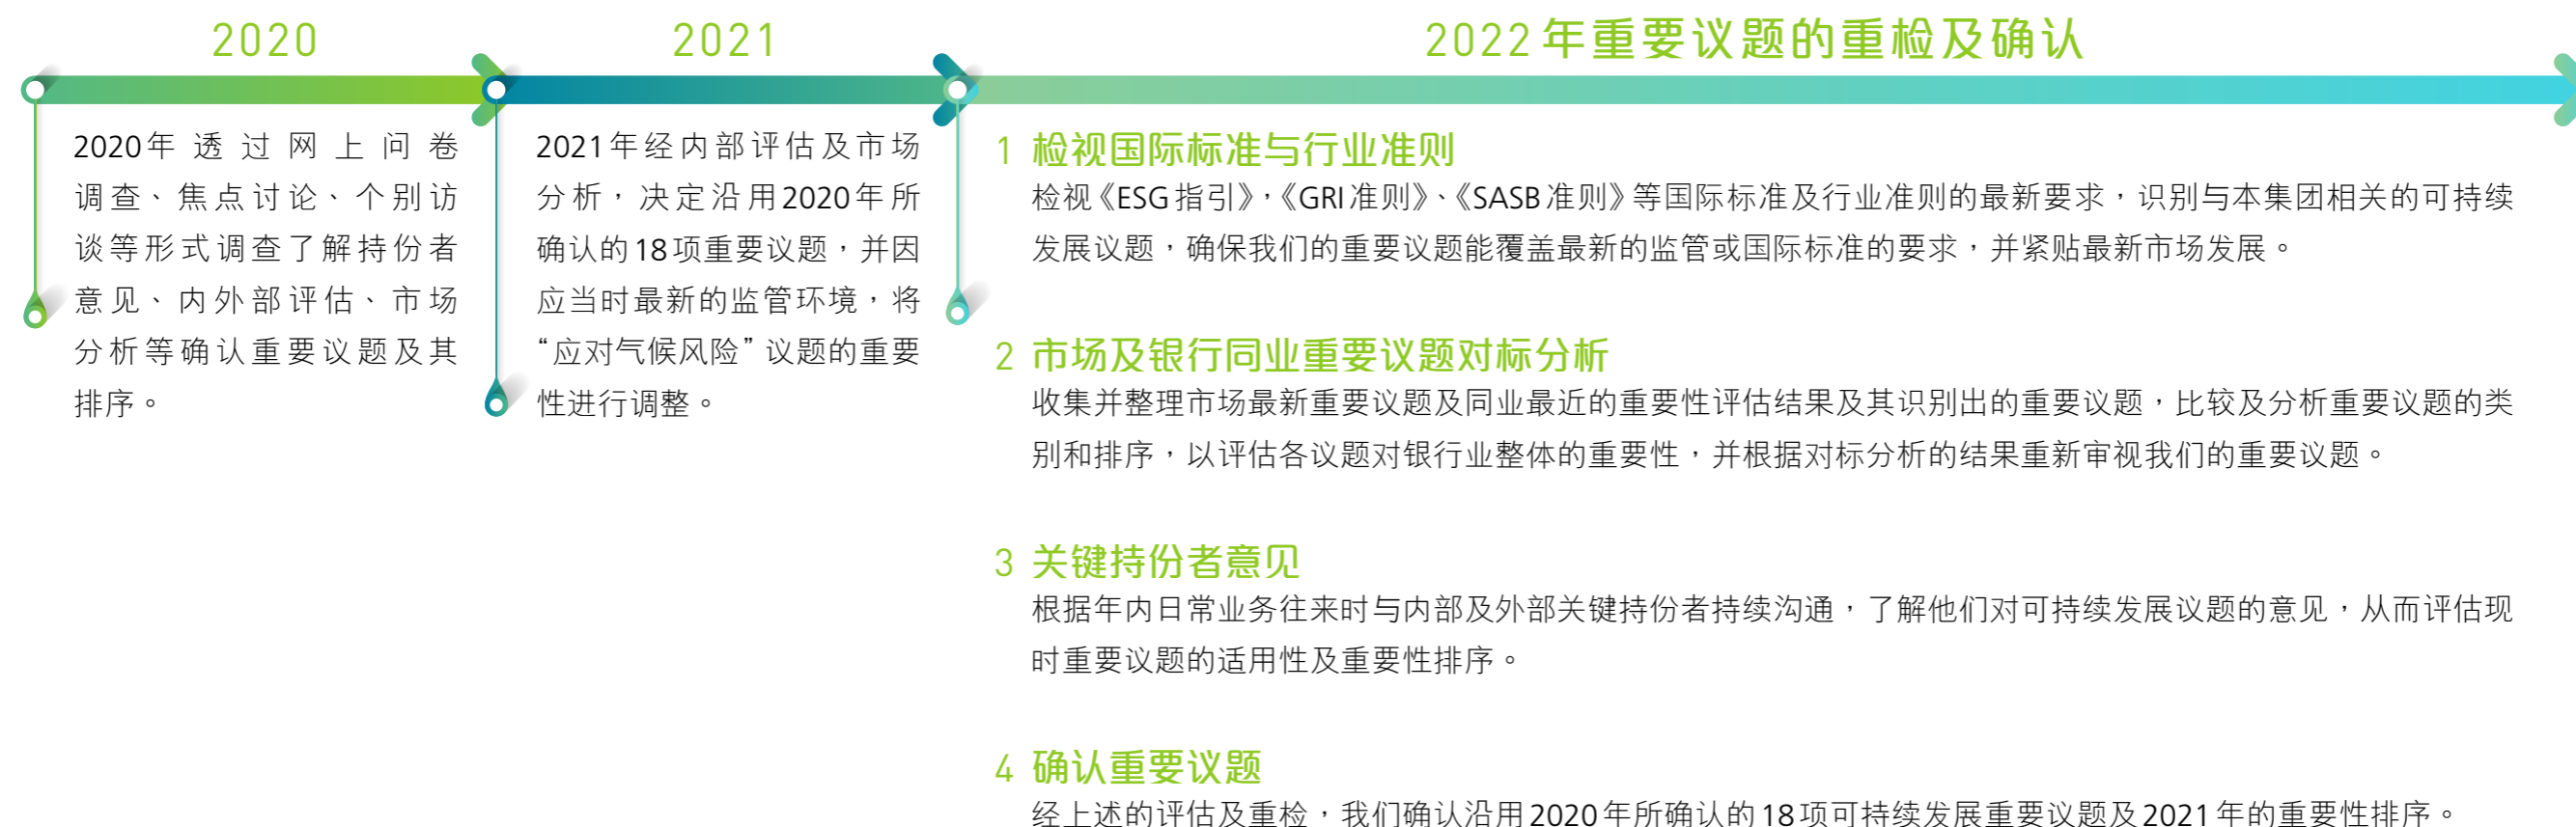 2020
2020年透过网上问卷
调查、焦点讨论、个别访
谈等形式调查了解持份者
意见、内外部评估、市场
分析等确认重要议题及其
排序。
2021
2021年经内部评估及市场
分析，决定沿用2020年所
确认的18项重要议题，并因
应当时最新的监管环境，将
“应对气候风险”议题的重要
性进行调整。
2022年重要议题的重检及确认
1 检视国际标准与行业准则
检视《ESG指引》，《GRI准则》、《SASB准则》等国际标准及行业准则的最新要求，识别与本集团相关的可持续
发展议题，确保我们的重要议题能覆盖最新的监管或国际标准的要求，并紧贴最新市场发展。
2 市场及银行同业重要议题对标分析
收集并整理市场最新重要议题及同业最近的重要性评估结果及其识别出的重要议题，比较及分析重要议题的类
别和排序，以评估各议题对银行业整体的重要性，并根据对标分析的结果重新审视我们的重要议题。
3 关键持份者意见
根据年内日常业务往来时与内部及外部关键持份者持续沟通，了解他们对可持续发展议题的意见，从而评估现
时重要议题的适用性及重要性排序。
4 确认重要议题
经上述的评估及重检，我们确认沿用2020年所确认的18项可持续发展重要议题及2021年的重要性排序。